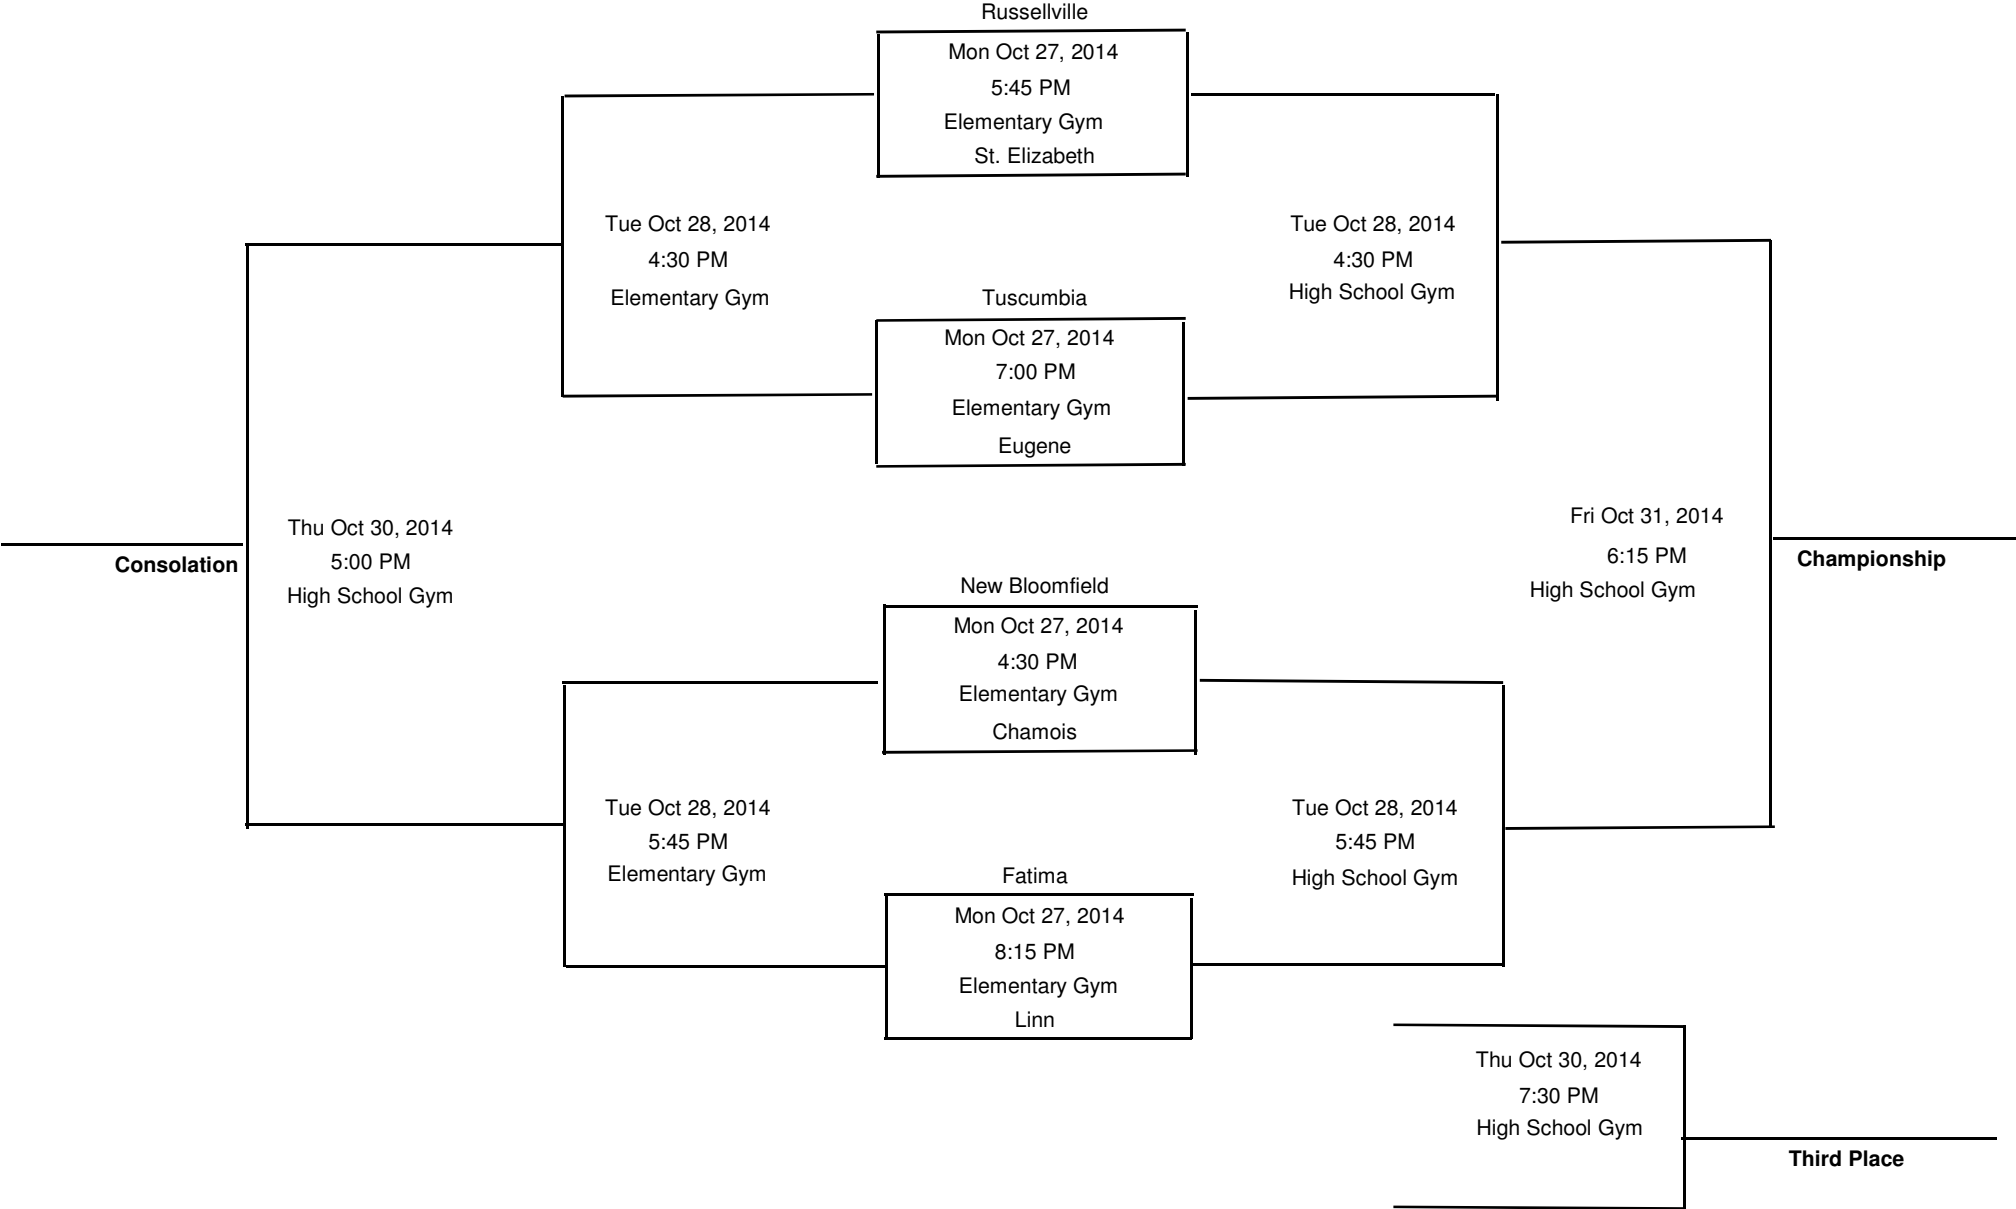 Russellville
Mon Oct 27, 2014
5:45 PM
Elementary Gym
St. Elizabeth
Tue Oct 28, 2014
4:30 PM
Elementary Gym
Tue Oct 28, 2014
4:30 PM
High School Gym
Tuscumbia
Mon Oct 27, 2014
7:00 PM
Elementary Gym
Eugene
Thu Oct 30, 2014
5:00 PM
High School Gym
Consolation
Fri Oct 31, 2014
6:15 PM
High School Gym
Championship
New Bloomfield
Mon Oct 27, 2014
4:30 PM
Elementary Gym
Chamois
Tue Oct 28, 2014
5:45 PM
Elementary Gym
Tue Oct 28, 2014
5:45 PM
High School Gym
Fatima
Mon Oct 27, 2014
8:15 PM
Elementary Gym
Linn
Thu Oct 30, 2014
7:30 PM
High School Gym
Third Place